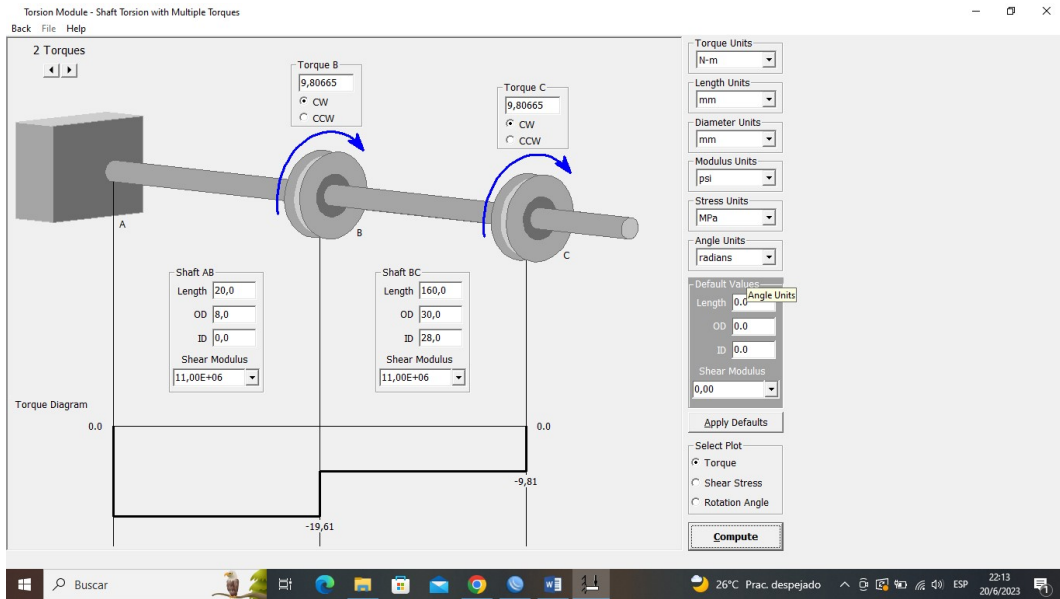 Torsion Module - Shaft Torsion with Multiple Torques
Back File Help
2 Torques
Torque B
9,80665
CW
CCW
Torque C
9,80665
CW
CCW
A
B
C
Shaft AB
Length 20,0
OD 8,0
ID 0,0
Shear Modulus
11,00E+06
Shaft BC
Length 160,0
OD 30,0
ID 28,0
Shear Modulus
11,00E+06
Torque Diagram
0.0
0.0
-9,81
-19,61
Torque Units
N-m
Length Units
mm
Diameter Units
mm
Modulus Units
psi
Stress Units
MPa
Angle Units
radians
Default Values
Angle Units
Length 0.0
OD 0.0
ID 0.0
Shear Modulus
0,00
Apply Defaults
Select Plot
Torque
Shear Stress
Rotation Angle
Compute
Buscar
26°C Prac. despejado
ESP
22:13
20/6/2023